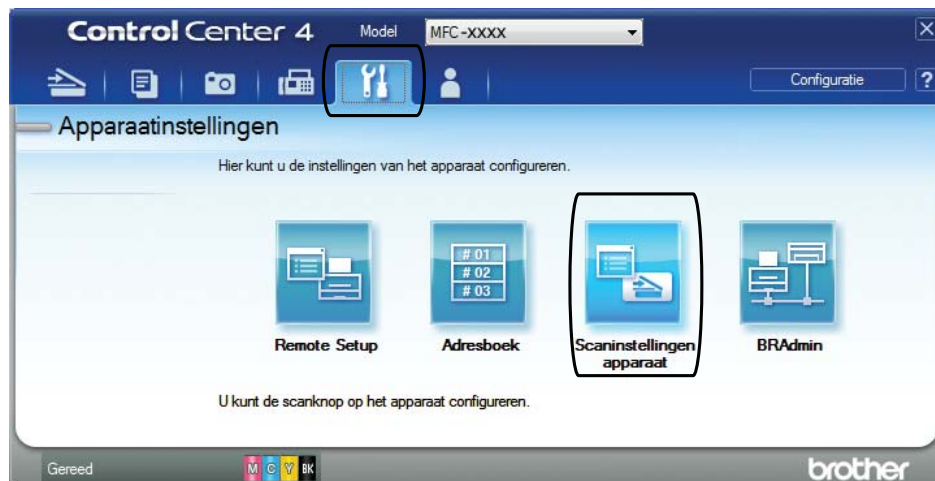 Control Center 4 Model MFC-XXXX
Configuratie ?
Apparaatinstellingen
Hier kunt u de instellingen van het apparaat configureren.
# 01
# 02
# 03
Remote Setup Adresboek Scaninstellingen apparaat BRAdmin
U kunt de scanknop op het apparaat configureren.
Gereed M C Y BK brother